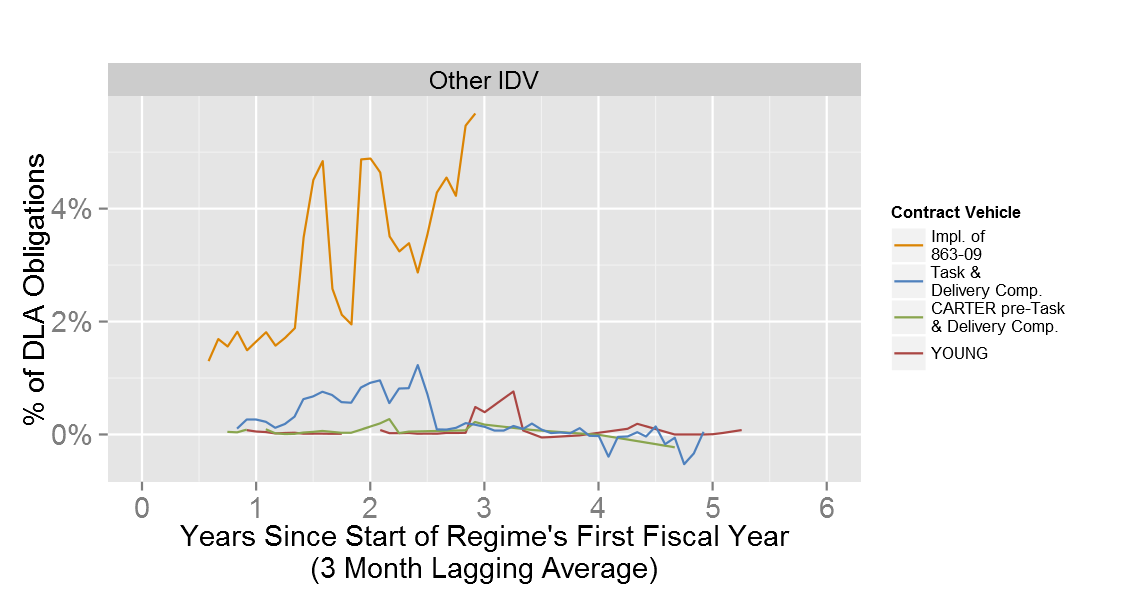 Other IDV
% of DLA Obligations
4%
2%
0%
0 1 2 3 4 5 6
Years Since Start of Regime's First Fiscal Year
(3 Month Lagging Average)
Contract Vehicle
Impl. of
863-09
Task &
Delivery Comp.
CARTER pre-Task
& Delivery Comp.
YOUNG